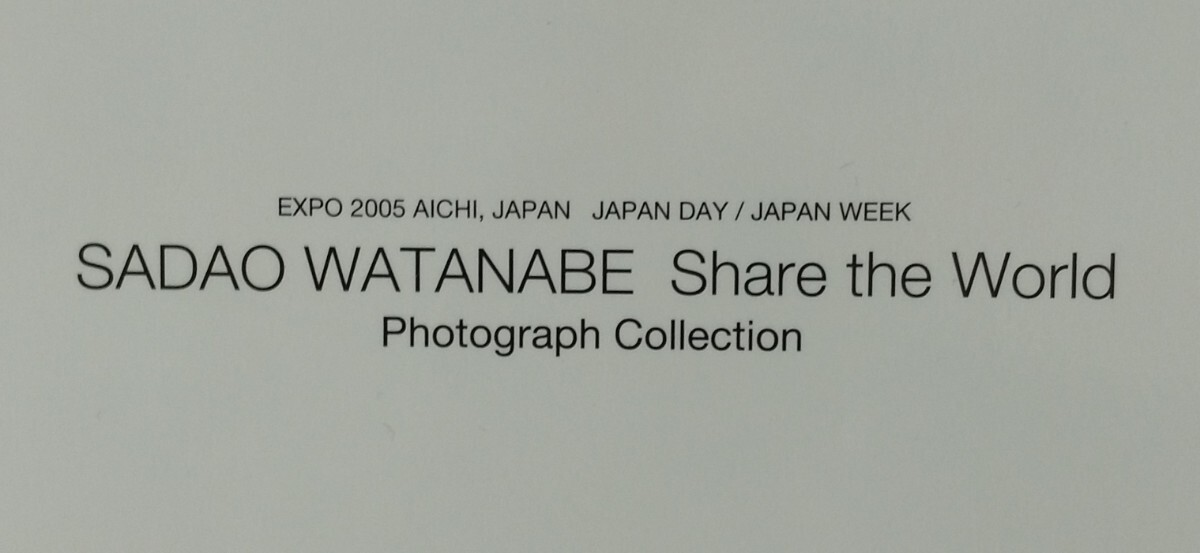 EXPO 2005 AICHI, JAPAN JAPAN DAY / JAPAN WEEK
SADAO WATANABE Share the World
Photograph Collection